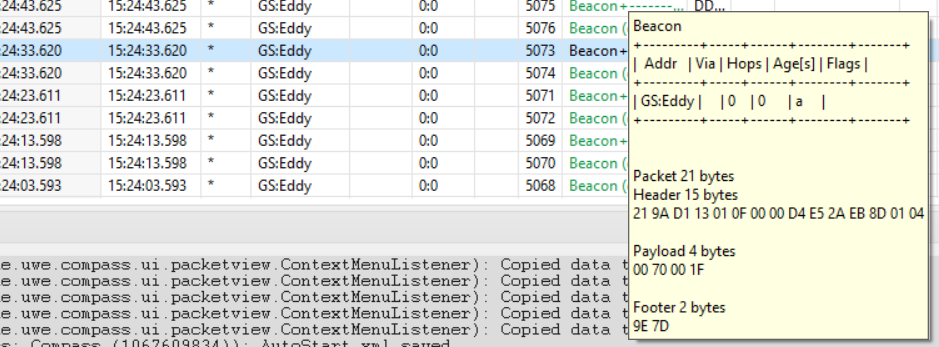 24:43.625 15:24:43.625 * GS:Eddy 0:0 5075 Beacon+-------... DD...
24:43.625 15:24:43.625 * GS:Eddy 0:0 5076 Beacon (
24:33.620 15:24:33.620 * GS:Eddy 0:0 5073 Beacon+
24:33.620 15:24:33.620 * GS:Eddy 0:0 5074 Beacon (
24:23.611 15:24:23.611 * GS:Eddy 0:0 5071 Beacon+
24:23.611 15:24:23.611 * GS:Eddy 0:0 5072 Beacon (
24:13.598 15:24:13.598 * GS:Eddy 0:0 5069 Beacon+
24:13.598 15:24:13.598 * GS:Eddy 0:0 5070 Beacon (
24:03.593 15:24:03.593 * GS:Eddy 0:0 5068 Beacon (
Beacon
+---------+-----+------+--------+-------+
| Addr | Via | Hops | Age[s] | Flags |
+---------+-----+------+--------+-------+
| GS:Eddy | | 0 | 0 | a |
+---------+-----+------+--------+-------+
Packet 21 bytes
Header 15 bytes
21 9A D1 13 01 0F 00 00 D4 E5 2A EB 8D 01 04
Payload 4 bytes
00 70 00 1F
Footer 2 bytes
9E 7D
e.uwe.compass.ui.packetview.ContextMenuListener): Copied data t
e.uwe.compass.ui.packetview.ContextMenuListener): Copied data t
e.uwe.compass.ui.packetview.ContextMenuListener): Copied data t
e.uwe.compass.ui.packetview.ContextMenuListener): Copied data t
e.uwe.compass.ui.packetview.ContextMenuListener): Copied data t
s: Compass (1067609834)): AutoStart.xml saved